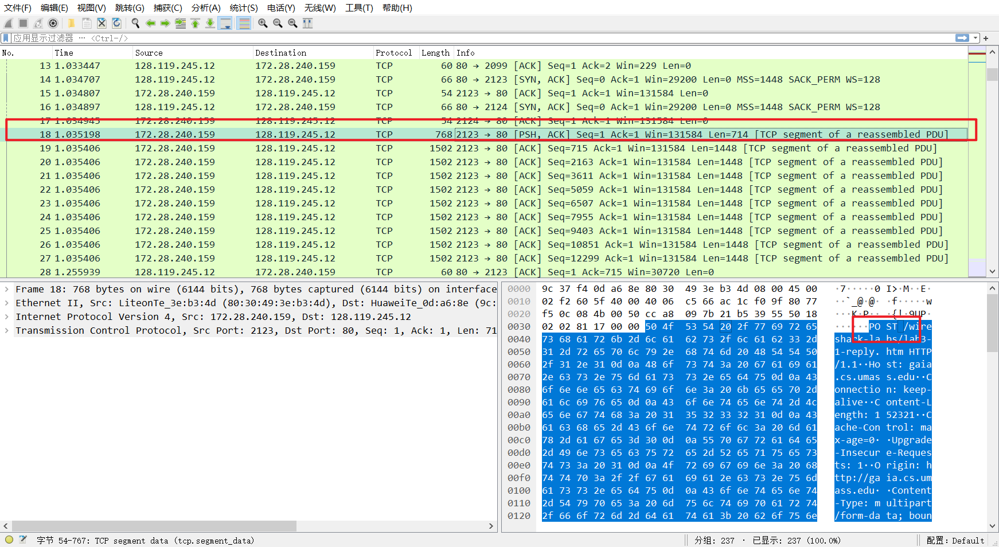 文件(F) 编辑(E) 视图(V) 跳转(G) 捕获(C) 分析(A) 统计(S) 电话(Y) 无线(W) 工具(T) 帮助(H)
应用显示过滤器 … <Ctrl-/>
No. Time Source Destination Protocol Length Info
13 1.033447 128.119.245.12 172.28.240.159 TCP 60 80 → 2099 [ACK] Seq=1 Ack=2 Win=229 Len=0
14 1.034707 128.119.245.12 172.28.240.159 TCP 66 80 → 2123 [SYN, ACK] Seq=0 Ack=1 Win=29200 Len=0 MSS=1448 SACK_PERM WS=128
15 1.034807 172.28.240.159 128.119.245.12 TCP 54 2123 → 80 [ACK] Seq=1 Ack=1 Win=131584 Len=0
16 1.034897 128.119.245.12 172.28.240.159 TCP 66 80 → 2124 [SYN, ACK] Seq=0 Ack=1 Win=29200 Len=0 MSS=1448 SACK_PERM WS=128
17 1.034945 172.28.240.159 128.119.245.12 TCP 54 2124 → 80 [ACK] Seq=1 Ack=1 Win=131584 Len=0
18 1.035198 172.28.240.159 128.119.245.12 TCP 768 2123 → 80 [PSH, ACK] Seq=1 Ack=1 Win=131584 Len=714 [TCP segment of a reassembled PDU]
19 1.035406 172.28.240.159 128.119.245.12 TCP 1502 2123 → 80 [ACK] Seq=715 Ack=1 Win=131584 Len=1448 [TCP segment of a reassembled PDU]
20 1.035406 172.28.240.159 128.119.245.12 TCP 1502 2123 → 80 [ACK] Seq=2163 Ack=1 Win=131584 Len=1448 [TCP segment of a reassembled PDU]
21 1.035406 172.28.240.159 128.119.245.12 TCP 1502 2123 → 80 [ACK] Seq=3611 Ack=1 Win=131584 Len=1448 [TCP segment of a reassembled PDU]
22 1.035406 172.28.240.159 128.119.245.12 TCP 1502 2123 → 80 [ACK] Seq=5059 Ack=1 Win=131584 Len=1448 [TCP segment of a reassembled PDU]
23 1.035406 172.28.240.159 128.119.245.12 TCP 1502 2123 → 80 [ACK] Seq=6507 Ack=1 Win=131584 Len=1448 [TCP segment of a reassembled PDU]
24 1.035406 172.28.240.159 128.119.245.12 TCP 1502 2123 → 80 [ACK] Seq=7955 Ack=1 Win=131584 Len=1448 [TCP segment of a reassembled PDU]
25 1.035406 172.28.240.159 128.119.245.12 TCP 1502 2123 → 80 [ACK] Seq=9403 Ack=1 Win=131584 Len=1448 [TCP segment of a reassembled PDU]
26 1.035406 172.28.240.159 128.119.245.12 TCP 1502 2123 → 80 [ACK] Seq=10851 Ack=1 Win=131584 Len=1448 [TCP segment of a reassembled PDU]
27 1.035406 172.28.240.159 128.119.245.12 TCP 1502 2123 → 80 [ACK] Seq=12299 Ack=1 Win=131584 Len=1448 [TCP segment of a reassembled PDU]
28 1.255939 128.119.245.12 172.28.240.159 TCP 60 80 → 2123 [ACK] Seq=1 Ack=715 Win=30720 Len=0
Frame 18: 768 bytes on wire (6144 bits), 768 bytes captured (6144 bits) on interface
Ethernet II, Src: LiteonTe_3e:b3:4d (80:30:49:3e:b3:4d), Dst: HuaweiTe_0d:a6:8e (9c:
Internet Protocol Version 4, Src: 172.28.240.159, Dst: 128.119.245.12
Transmission Control Protocol, Src Port: 2123, Dst Port: 80, Seq: 1, Ack: 1, Len: 71
0000 9c 37 f4 0d a6 8e 80 30 49 3e b3 4d 08 00 45 00 ·7·····0 I>·M··E·
0010 02 f2 60 5f 40 00 40 06 c5 66 ac 1c f0 9f 80 77 ··`_@·@· ·f·····w
0020 f5 0c 08 4b 00 50 cc a8 09 7b 21 b5 39 55 50 18 ···K·P·· ·{!·9UP·
0030 02 02 81 17 00 00 50 4f 53 54 20 2f 77 69 72 65 ······PO ST /wire
0040 73 68 61 72 6b 2d 6c 61 62 73 2f 6c 61 62 33 2d shark-la bs/lab3-
0050 31 2d 72 65 70 6c 79 2e 68 74 6d 20 48 54 54 50 1-reply. htm HTTP
0060 2f 31 2e 31 0d 0a 48 6f 73 74 3a 20 67 61 69 61 /1.1··Ho st: gaia
0070 2e 63 73 2e 75 6d 61 73 73 2e 65 64 75 0d 0a 43 .cs.umas s.edu··C
0080 6f 6e 6e 65 63 74 69 6f 6e 3a 20 6b 65 65 70 2d onnectio n: keep-
0090 61 6c 69 76 65 0d 0a 43 6f 6e 74 65 6e 74 2d 4c alive··C ontent-L
00a0 65 6e 67 74 68 3a 20 31 35 32 33 32 31 0d 0a 43 ength: 1 52321··C
00b0 61 63 68 65 2d 43 6f 6e 74 72 6f 6c 3a 20 6d 61 ache-Con trol: ma
00c0 78 2d 61 67 65 3d 30 0d 0a 55 70 67 72 61 64 65 x-age=0· ·Upgrade
00d0 2d 49 6e 73 65 63 75 72 65 2d 52 65 71 75 65 73 -Insecur e-Reques
00e0 74 73 3a 20 31 0d 0a 4f 72 69 67 69 6e 3a 20 68 ts: 1··O rigin: h
00f0 74 74 70 3a 2f 2f 67 61 69 61 2e 63 73 2e 75 6d ttp://ga ia.cs.um
0100 61 73 73 2e 65 64 75 0d 0a 43 6f 6e 74 65 6e 74 ass.edu· ·Content
0110 2d 54 79 70 65 3a 20 6d 75 6c 74 69 70 61 72 74 -Type: m ultipart
0120 2f 66 6f 72 6d 2d 64 61 74 61 3b 20 62 6f 75 6e /form-da ta; boun
字节 54-767: TCP segment data (tcp.segment_data) 分组: 237 · 已显示: 237 (100.0%) 配置: Default